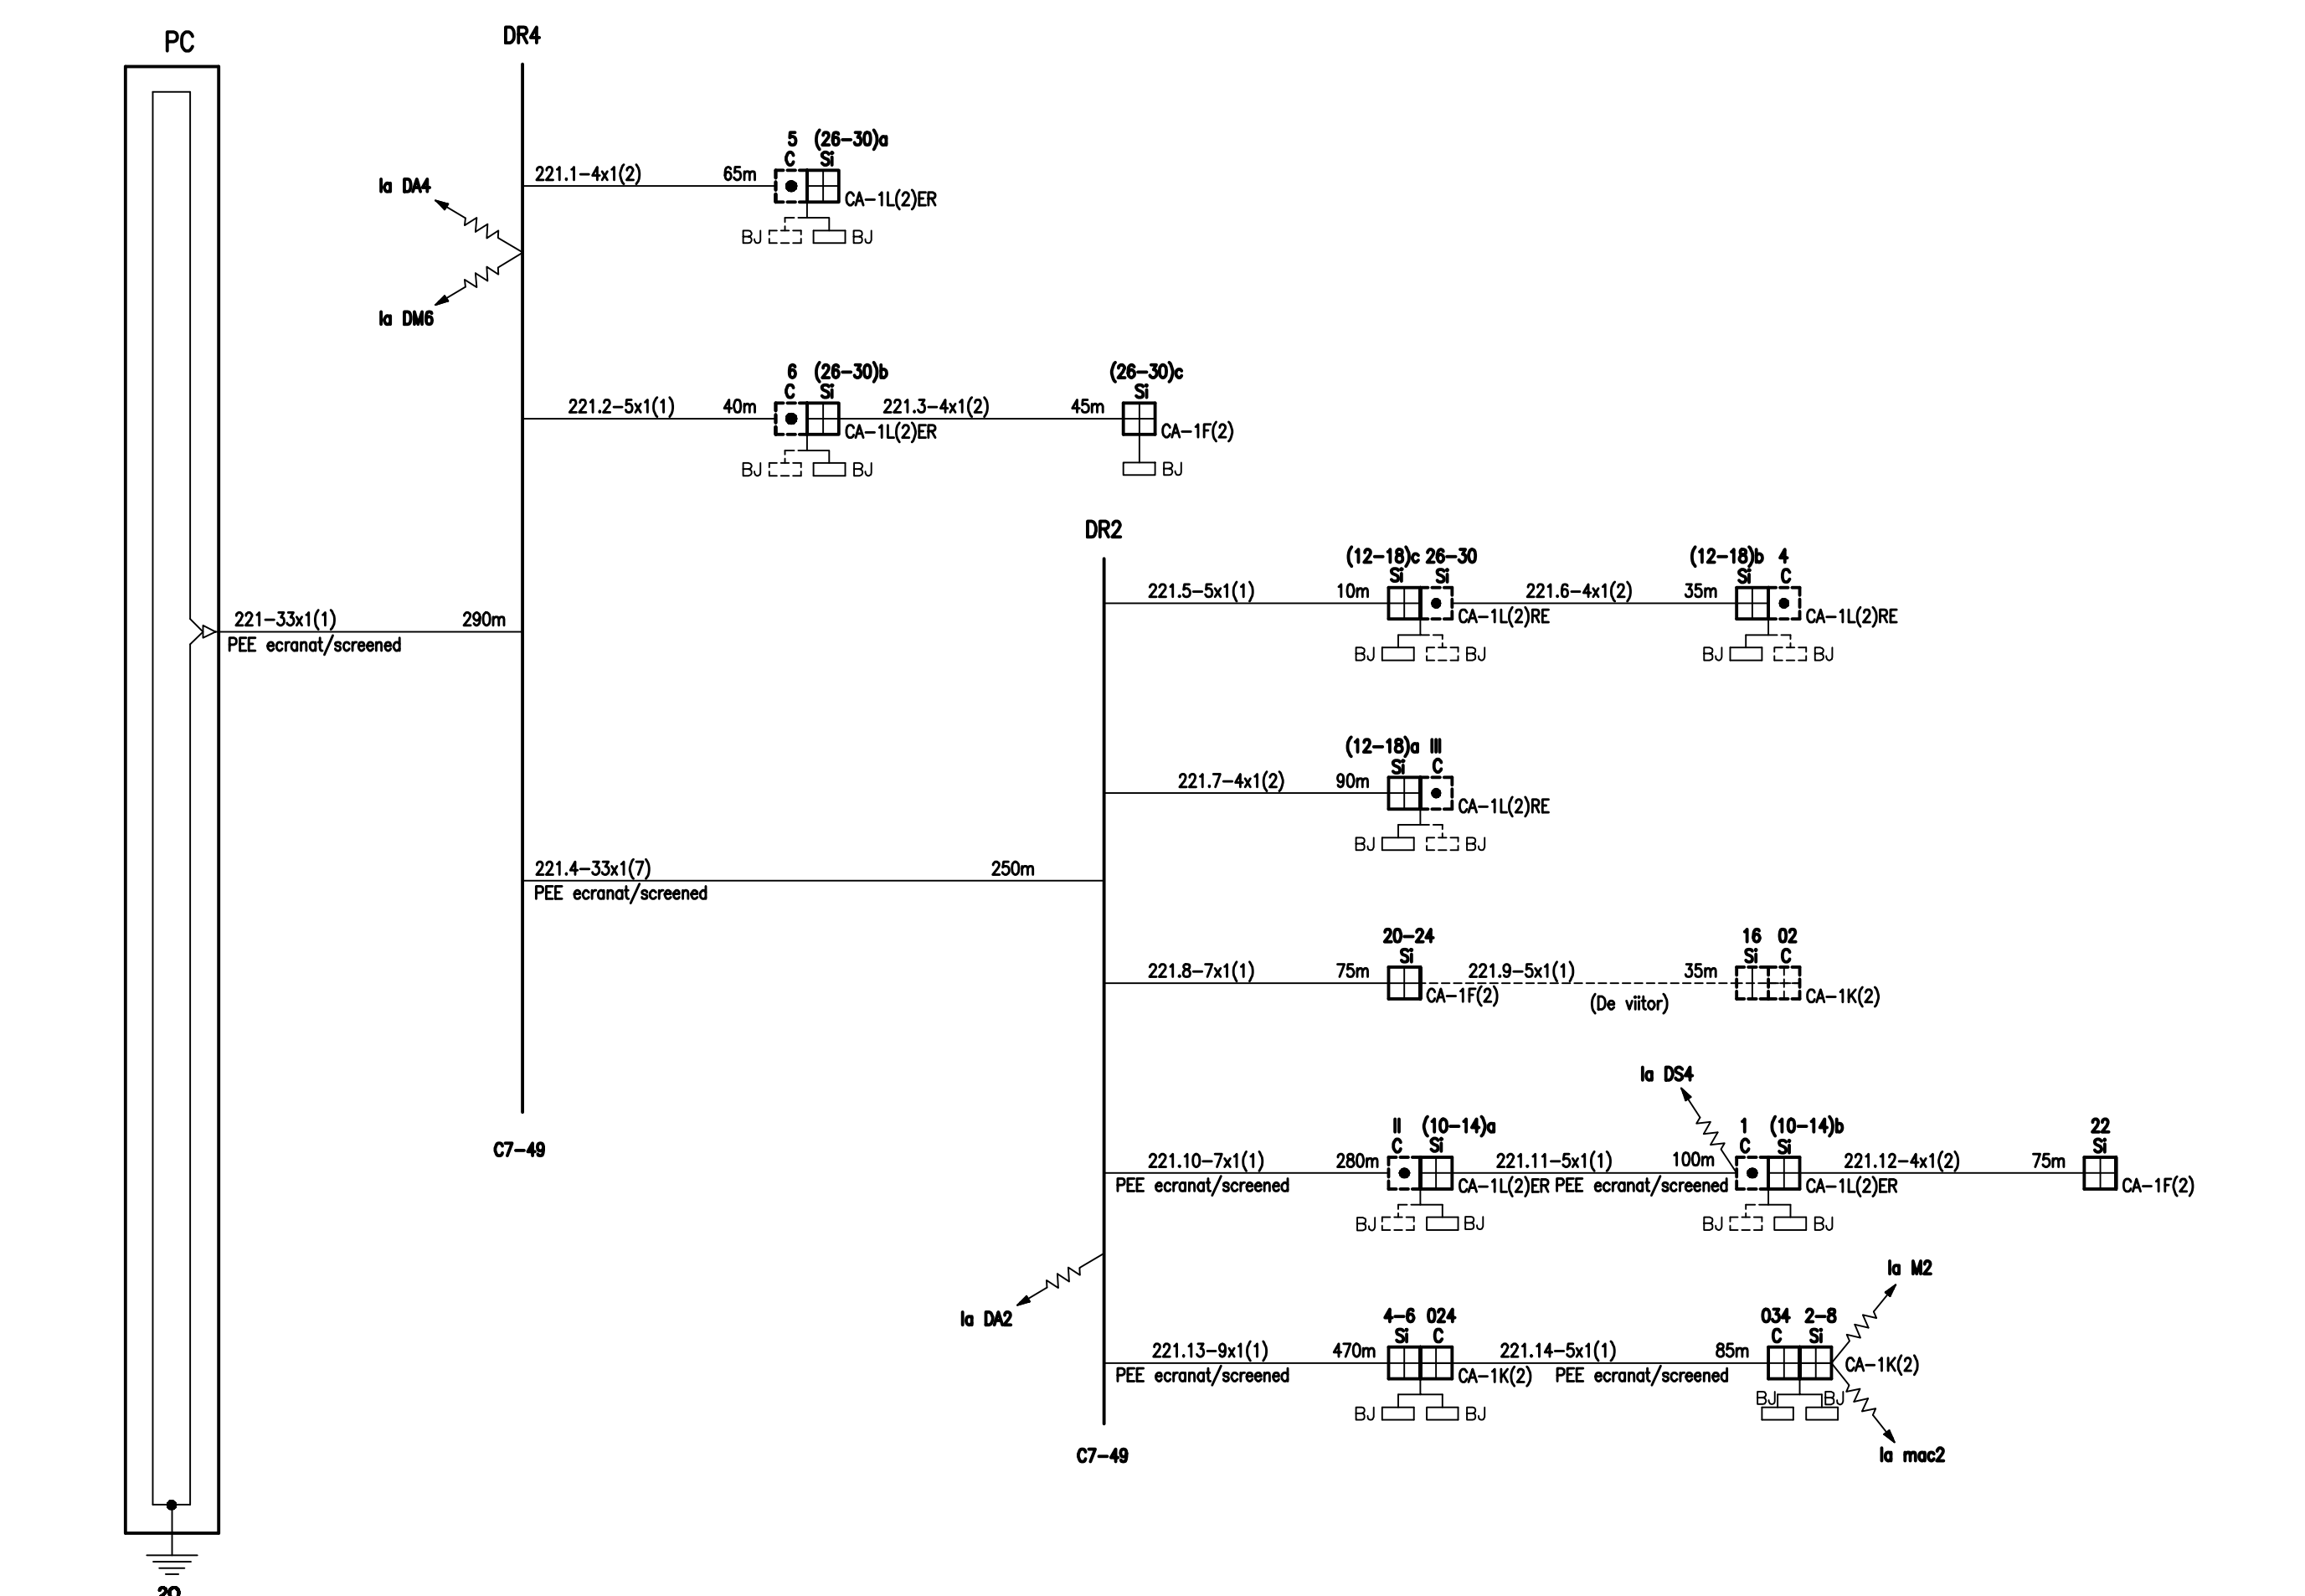 PC
DR4
5 (26-30)a
C Si
221.1-4x1(2) 65m
CA-1L(2)ER
BJ BJ
la DA4
la DM6
6 (26-30)b
C Si
(26-30)c
Si
221.2-5x1(1) 40m
221.3-4x1(2) 45m
CA-1L(2)ER
CA-1F(2)
BJ BJ
BJ
DR2
(12-18)c 26-30
Si Si
(12-18)b 4
Si C
221.5-5x1(1) 10m
221.6-4x1(2) 35m
CA-1L(2)RE
CA-1L(2)RE
BJ BJ
BJ BJ
221-33x1(1) 290m
PEE ecranat/screened
(12-18)a III
Si C
221.7-4x1(2) 90m
CA-1L(2)RE
BJ BJ
221.4-33x1(7) 250m
PEE ecranat/screened
20-24
Si
16 02
Si C
221.8-7x1(1) 75m
221.9-5x1(1) 35m
CA-1F(2)
(De viitor)
CA-1K(2)
la DS4
C7-49
II (10-14)a
C Si
1 (10-14)b
C Si
22
Si
221.10-7x1(1) 280m
PEE ecranat/screened
221.11-5x1(1) 100m
CA-1L(2)ER PEE ecranat/screened
221.12-4x1(2) 75m
CA-1L(2)ER
CA-1F(2)
BJ BJ
BJ BJ
la DA2
la M2
4-6 024
Si C
034 2-8
C Si
221.13-9x1(1) 470m
PEE ecranat/screened
221.14-5x1(1) 85m
CA-1K(2) PEE ecranat/screened
CA-1K(2)
BJ BJ
BJ BJ
C7-49
la mac2